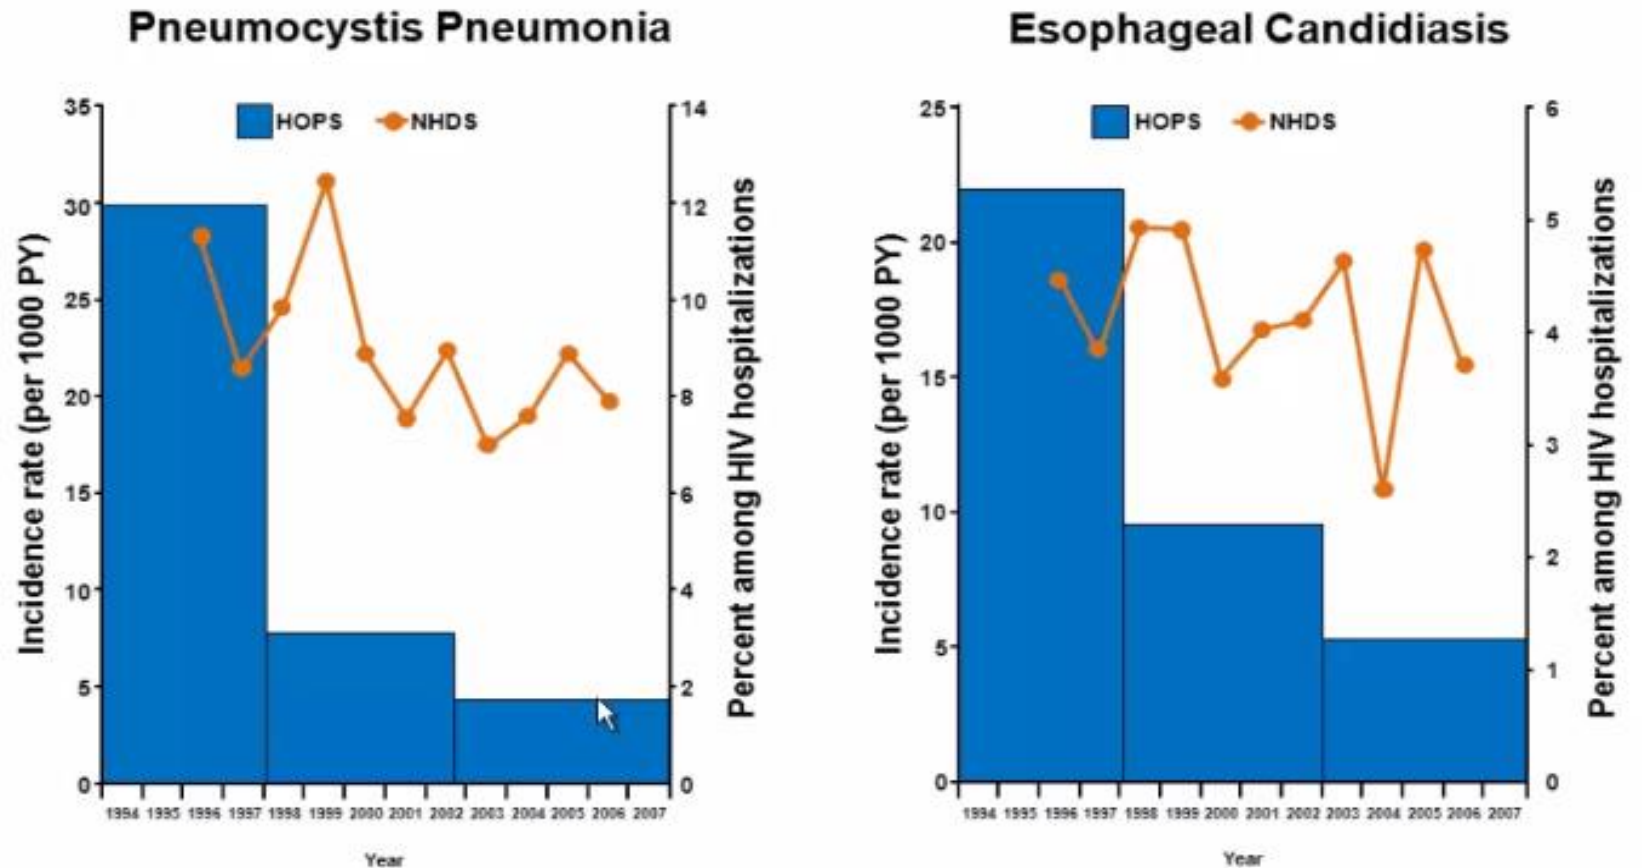 Pneumocystis Pneumonia
HOPS NHDS
Incidence rate (per 1000 PY)
35
30
25
20
15
10
5
0
14
12
10
8
6
4
2
0
Percent among HIV hospitalizations
1994 1995 1996 1997 1998 1999 2000 2001 2002 2003 2004 2005 2006 2007
Year
Esophageal Candidiasis
HOPS NHDS
Incidence rate (per 1000 PY)
25
20
15
10
5
0
6
5
4
3
2
1
0
Percent among HIV hospitalizations
1994 1995 1996 1997 1998 1999 2000 2001 2002 2003 2004 2005 2006 2007
Year